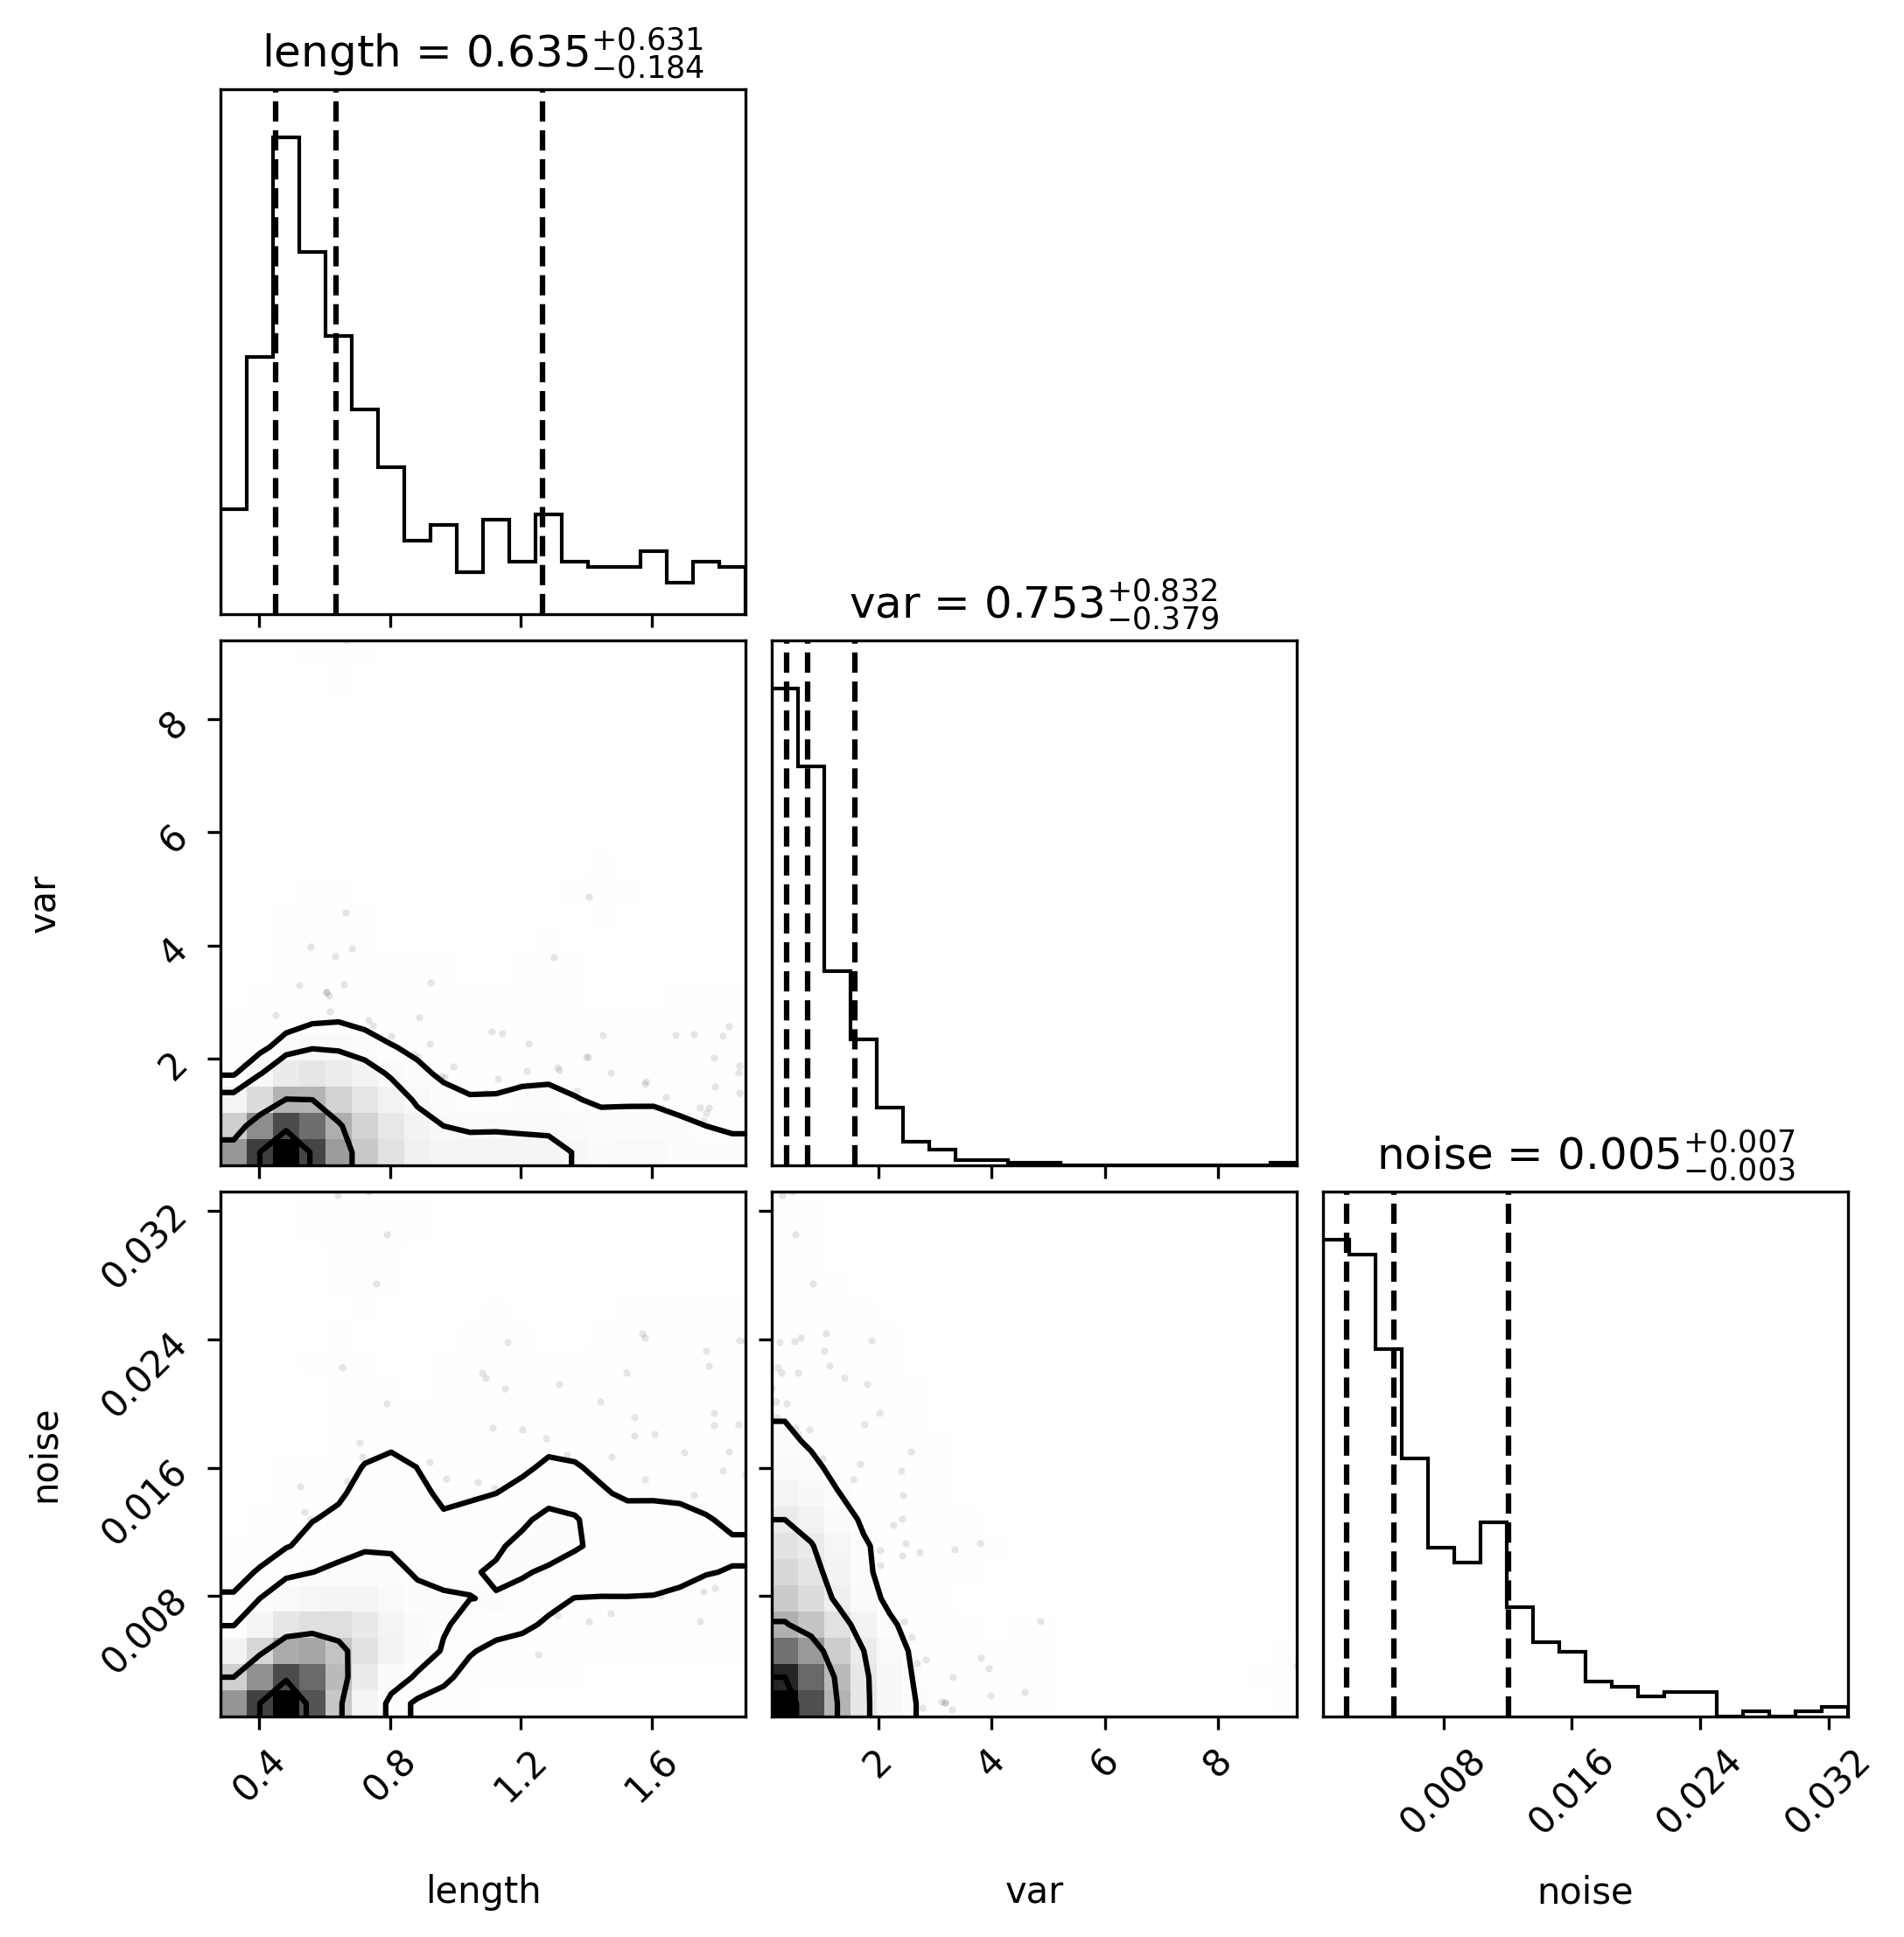 length = 0.635+0.631−0.184
var = 0.753+0.832−0.379
8
6
4
2
var
noise = 0.005+0.007−0.003
0.032
0.024
0.016
0.008
noise
0.4 0.8 1.2 1.6 2 4 6 8 0.008 0.016 0.024 0.032
length var noise